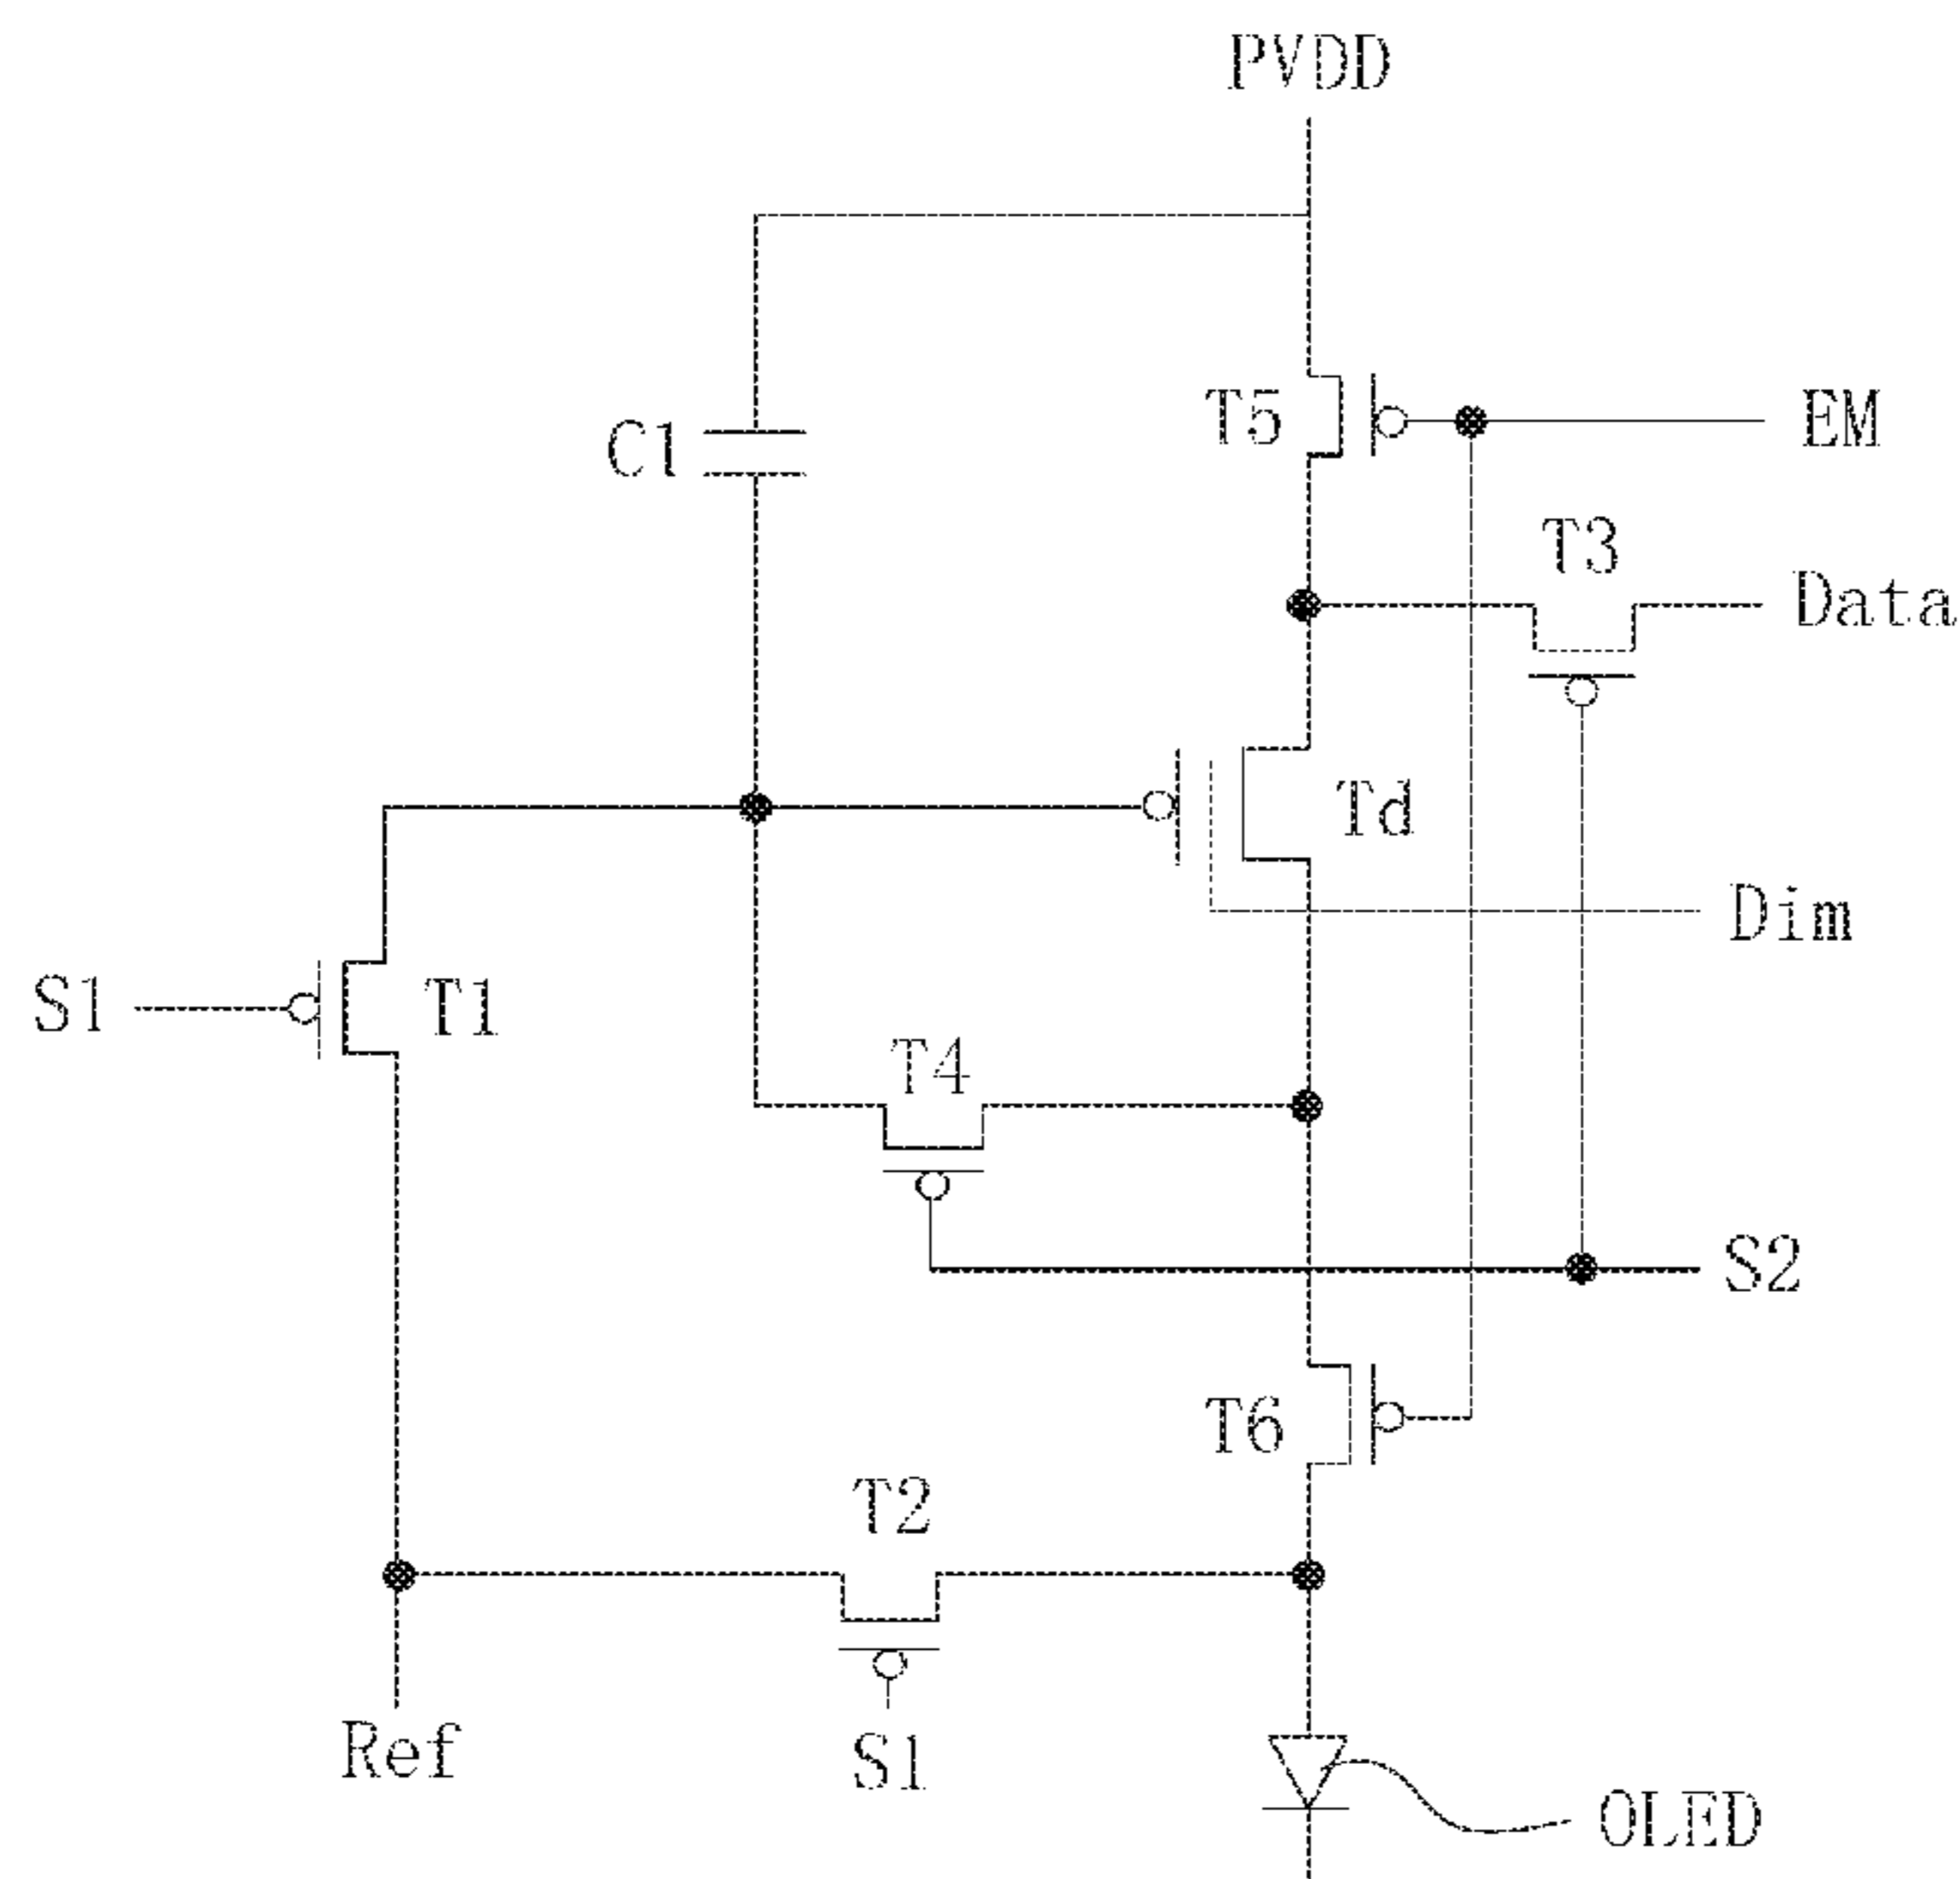 PVDD
T5
EM
C1
T3
Data
Td
Dim
S1
T1
T4
S2
T6
T2
Ref
S1
OLED